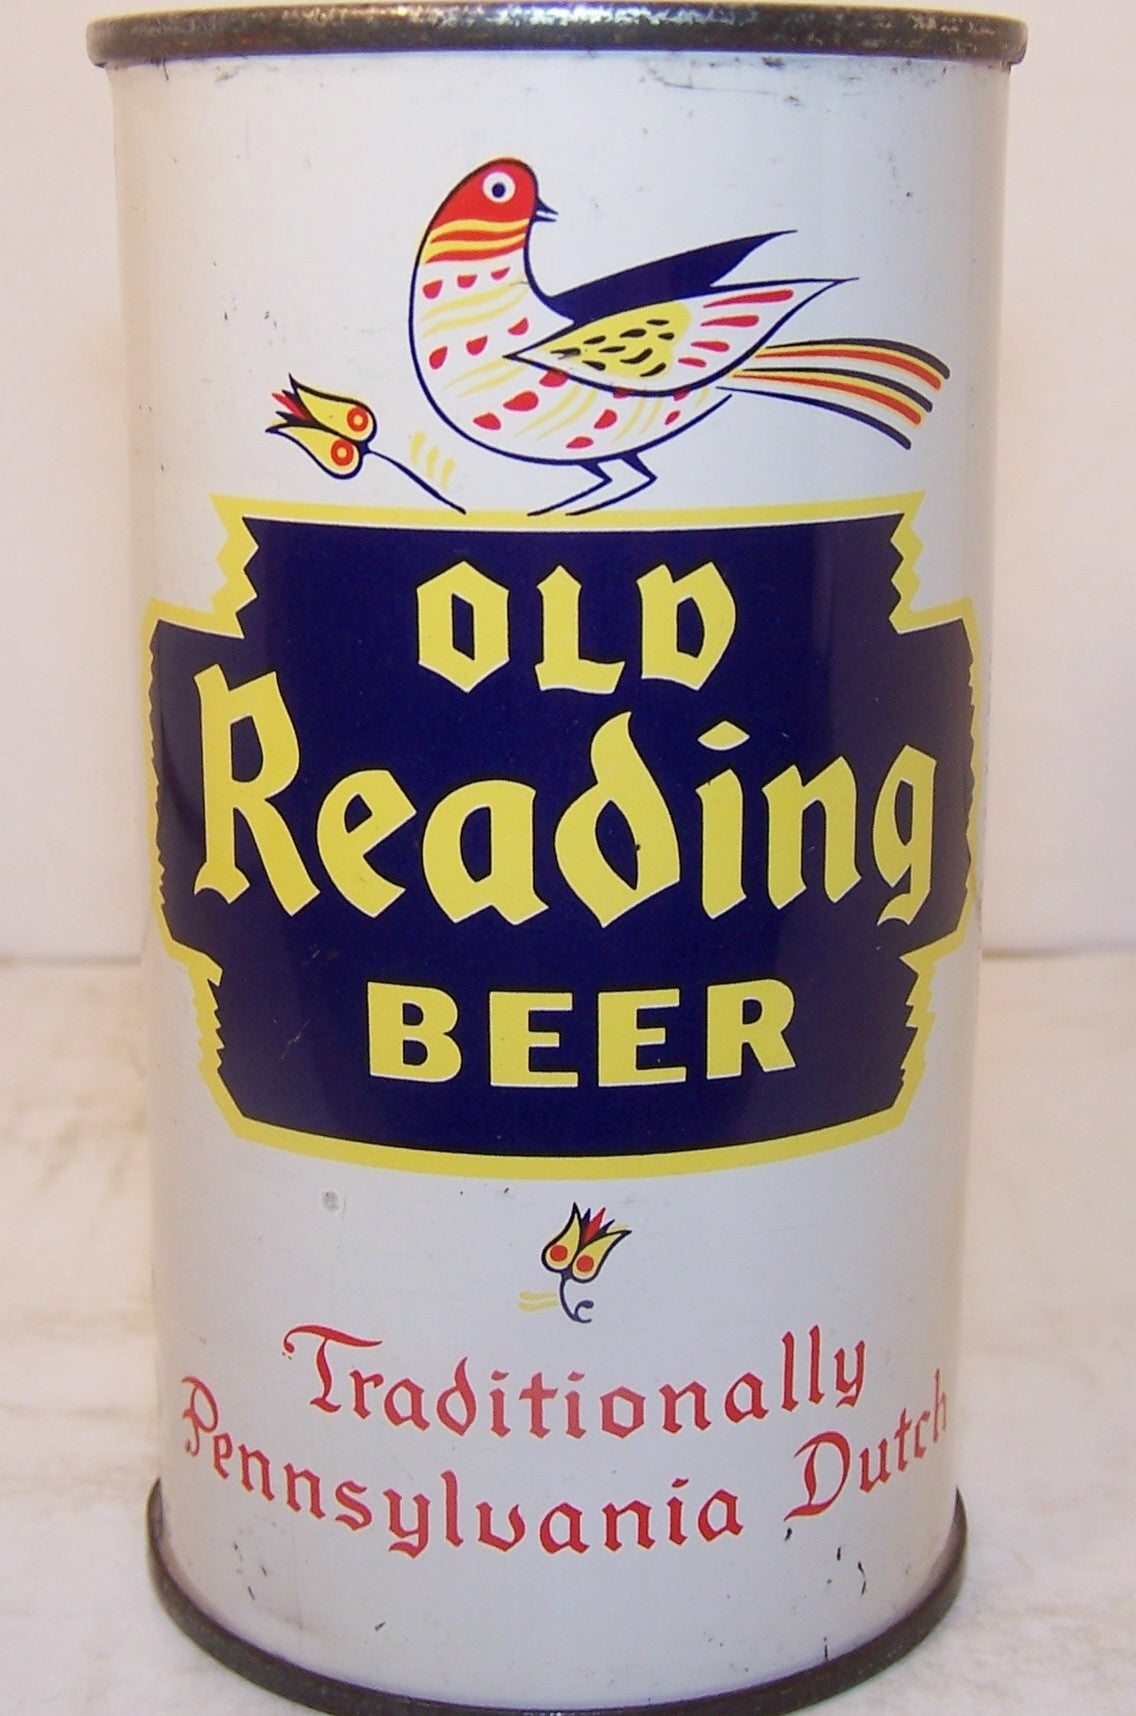 OLD
Reading
BEER
Traditionally
Pennsylvania Dutch